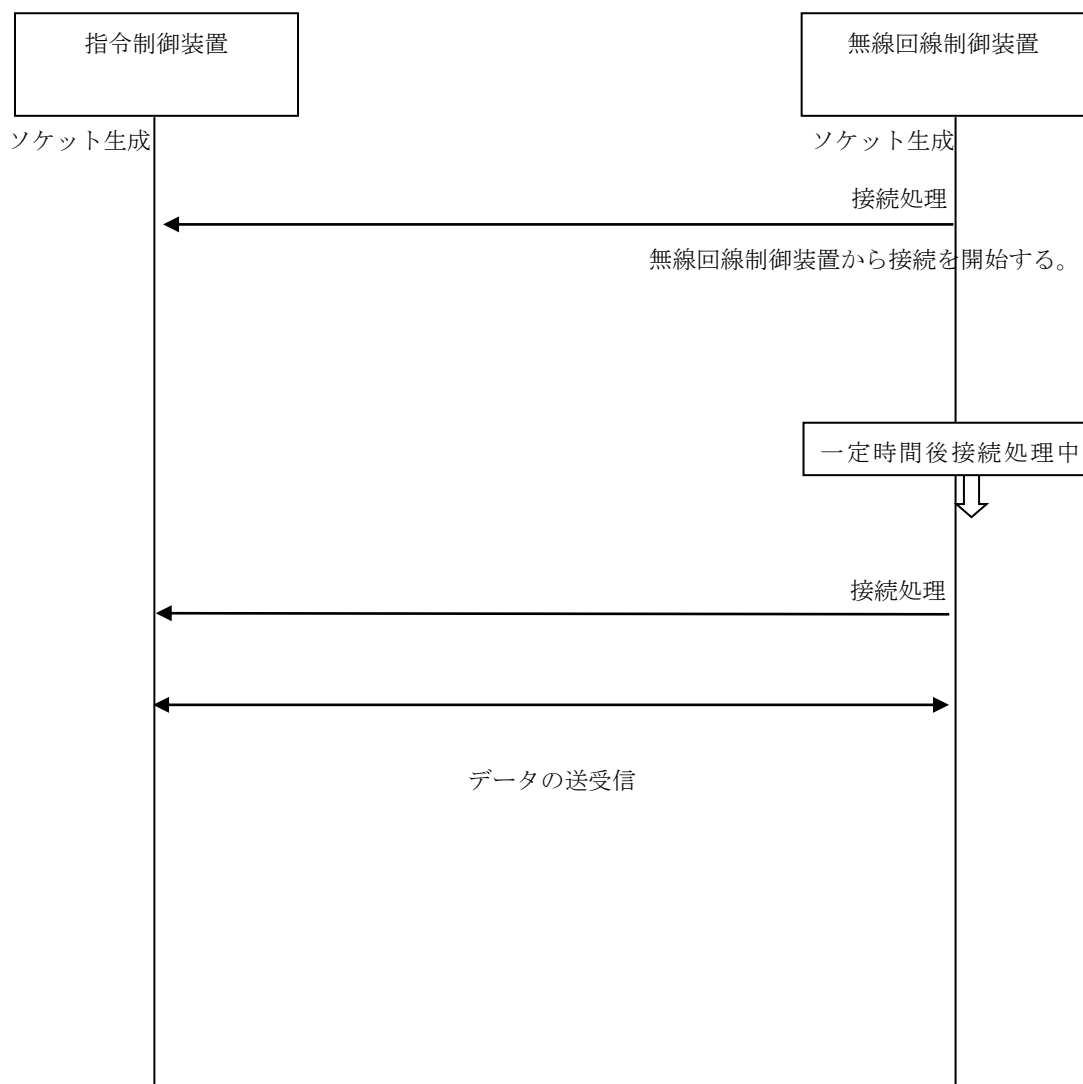 指令制御装置
無線回線制御装置
ソケット生成
ソケット生成
接続処理
無線回線制御装置から接続を開始する。
一定時間後接続処理中
接続処理
データの送受信